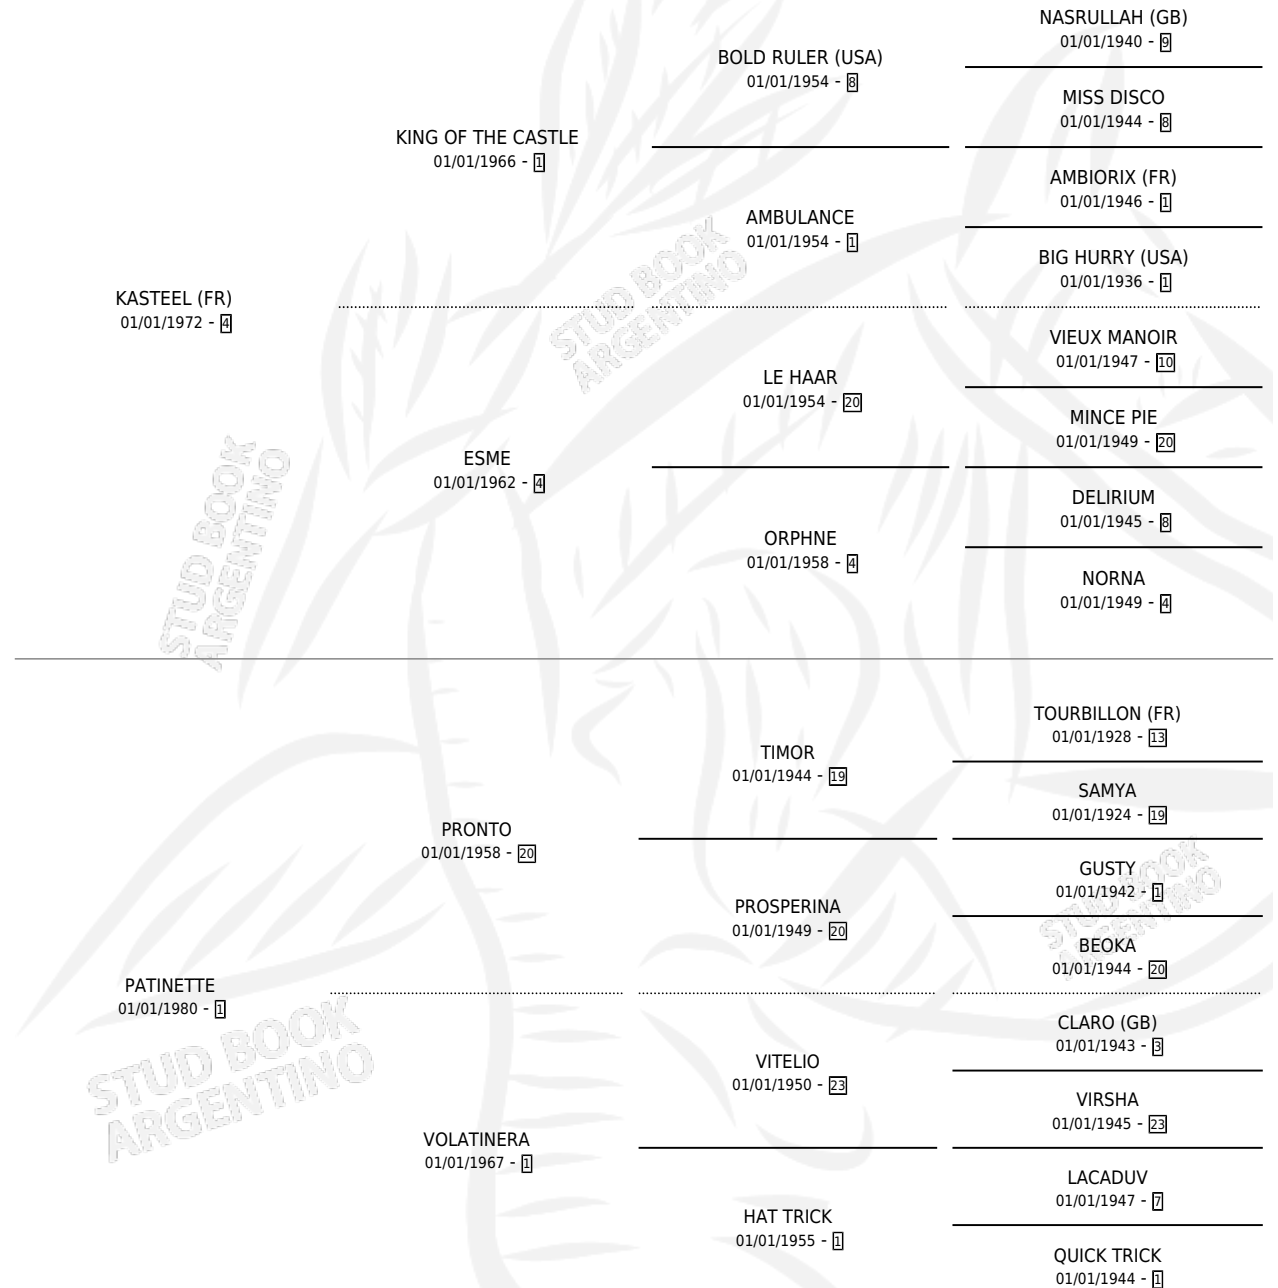 NASRULLAH (GB)
01/01/1940 - 9
BOLD RULER (USA)
01/01/1954 - 8
MISS DISCO
01/01/1944 - 8
KING OF THE CASTLE
01/01/1966 - 1
AMBIORIX (FR)
01/01/1946 - 1
AMBULANCE
01/01/1954 - 1
BIG HURRY (USA)
01/01/1936 - 1
KASTEEL (FR)
01/01/1972 - 4
VIEUX MANOIR
01/01/1947 - 10
LE HAAR
01/01/1954 - 20
MINCE PIE
01/01/1949 - 20
ESME
01/01/1962 - 4
DELIRIUM
01/01/1945 - 8
ORPHNE
01/01/1958 - 4
NORNA
01/01/1949 - 4
TOURBILLON (FR)
01/01/1928 - 13
TIMOR
01/01/1944 - 19
SAMYA
01/01/1924 - 19
PRONTO
01/01/1958 - 20
GUSTY
01/01/1942 - 1
PROSPERINA
01/01/1949 - 20
BEOKA
01/01/1944 - 20
PATINETTE
01/01/1980 - 1
CLARO (GB)
01/01/1943 - 3
VITELIO
01/01/1950 - 23
VIRSHA
01/01/1945 - 23
VOLATINERA
01/01/1967 - 1
LACADUV
01/01/1947 - 7
HAT TRICK
01/01/1955 - 1
QUICK TRICK
01/01/1944 - 1
STUD BOOK
ARGENTINO
STUD BOOK
ARGENTINO
STUD BOOK
ARGENTINO
STUD BOOK
ARGENTINO